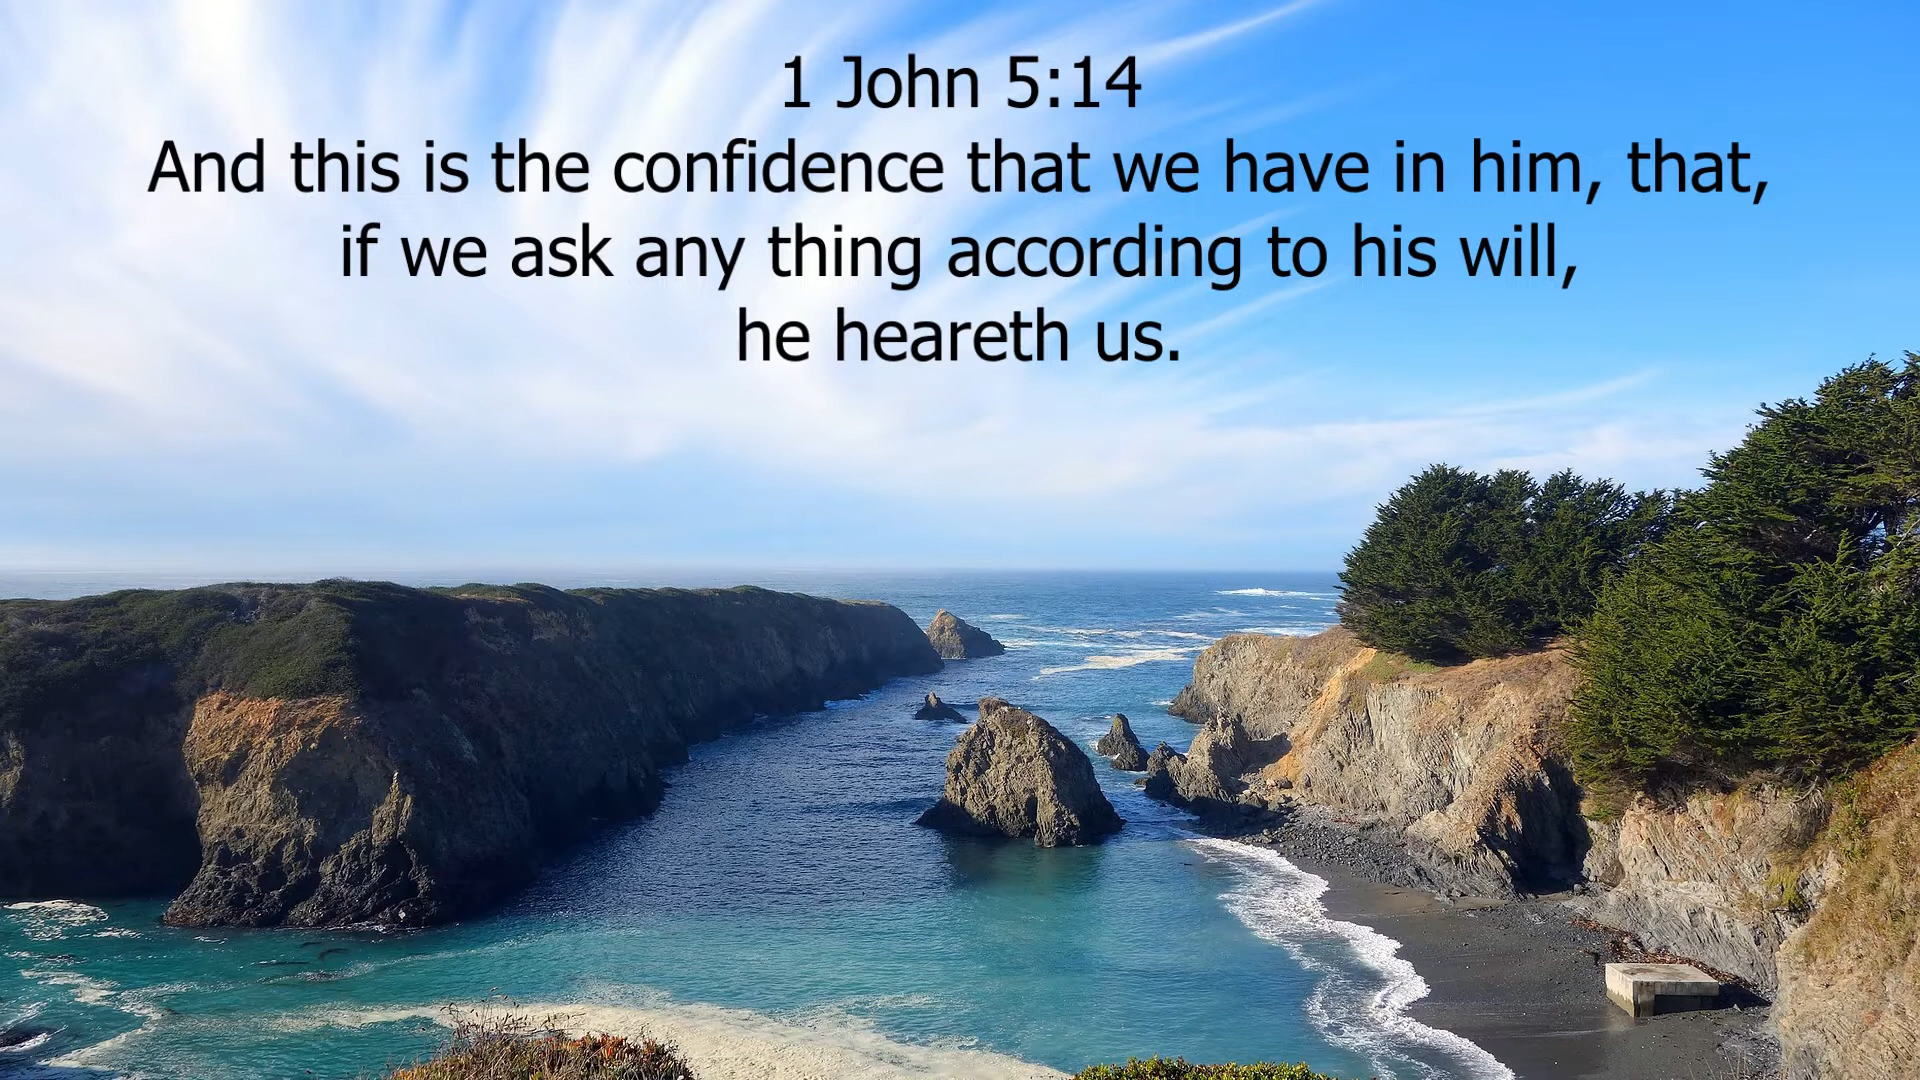 1 John 5:14
And this is the confidence that we have in him, that,
if we ask any thing according to his will,
he heareth us.